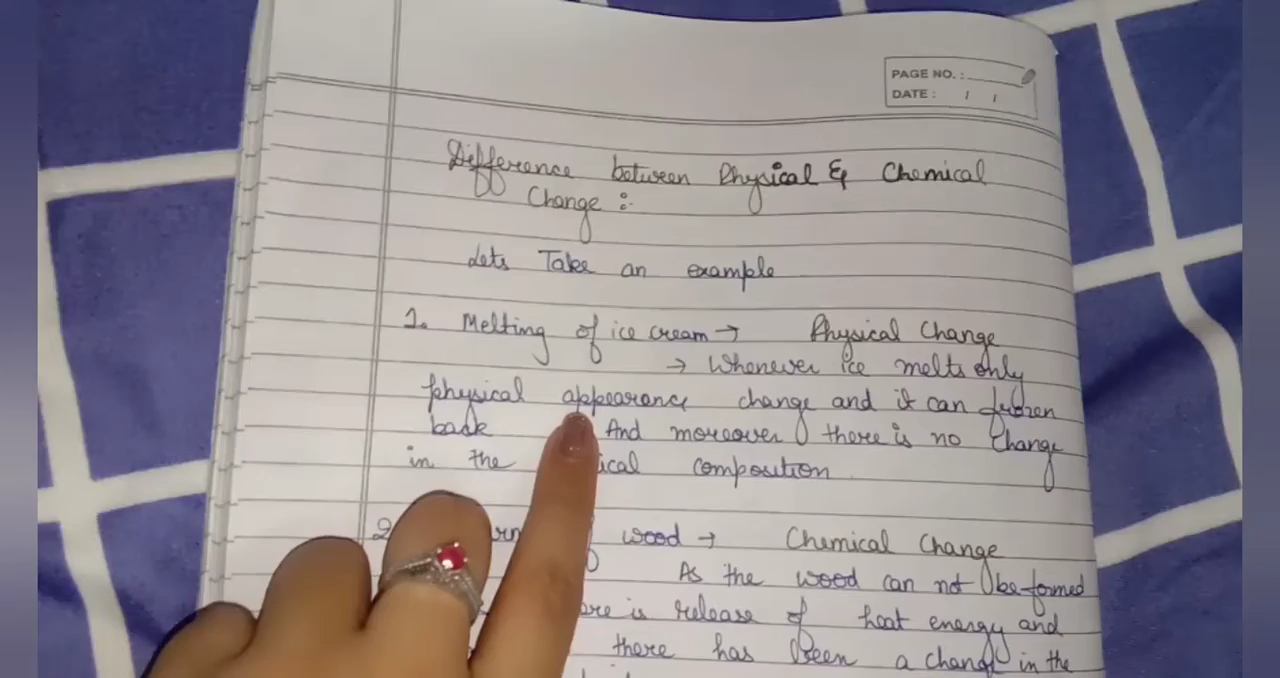 PAGE NO. :
DATE : / /
Difference between Physical & Chemical
Change :-
Lets Take an example
1. Melting of ice cream → Physical Change
→ Whenever ice melts only
physical appearance change and it can frozen
back And moreover there is no change
in the ical composition
2. wood → Chemical Change
As the wood can not be formed
is release of heat energy and
there has been a change in the